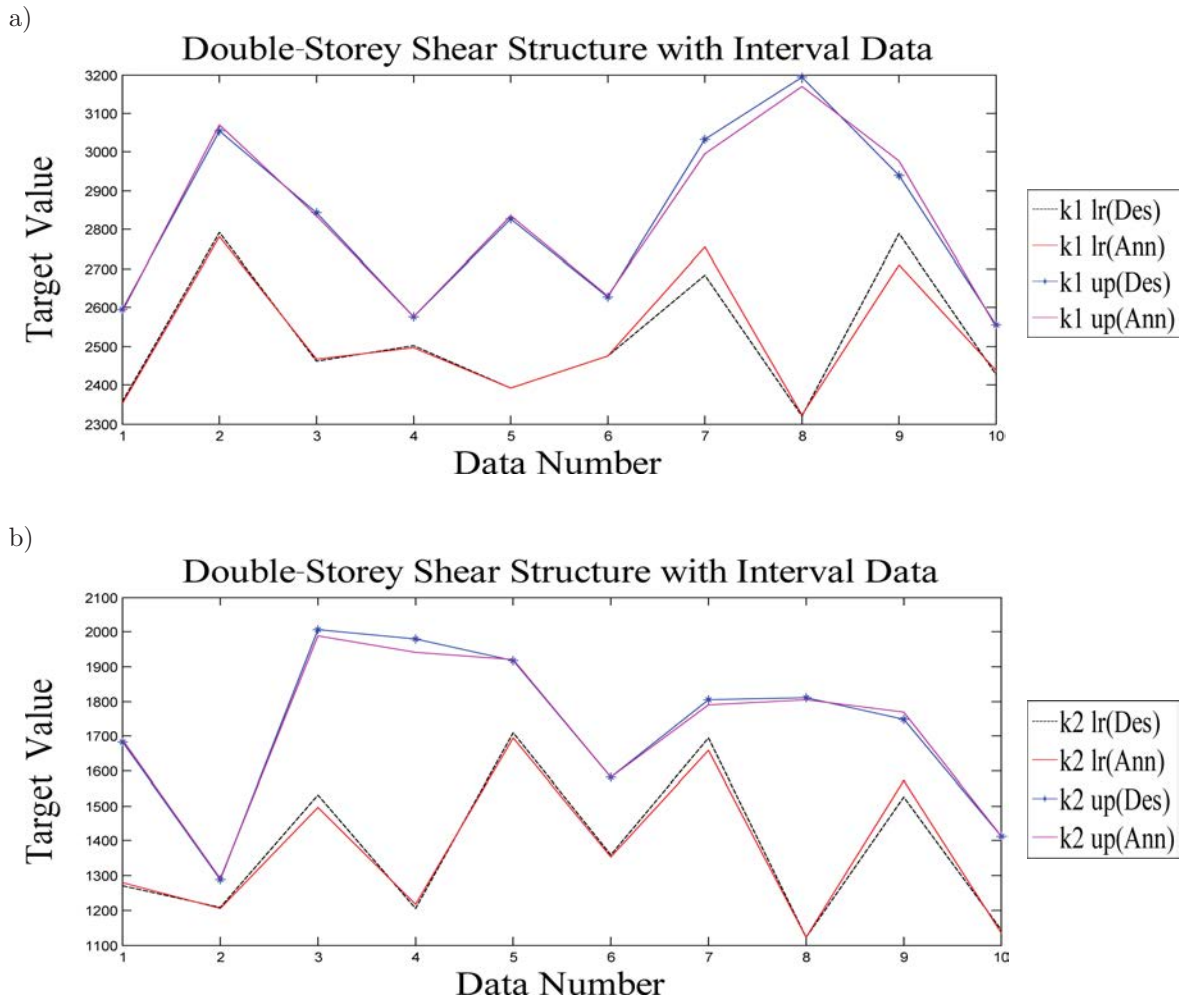 a)
Double-Storey Shear Structure with Interval Data
3200
3100
3000
2900
2800
2700
2600
2500
2400
2300
Target Value
1 2 3 4 5 6 7 8 9 10
Data Number
k1 lr(Des)
k1 lr(Ann)
k1 up(Des)
k1 up(Ann)
b)
Double-Storey Shear Structure with Interval Data
2100
2000
1900
1800
1700
1600
1500
1400
1300
1200
1100
Target Value
1 2 3 4 5 6 7 8 9 10
Data Number
k2 lr(Des)
k2 lr(Ann)
k2 up(Des)
k2 up(Ann)